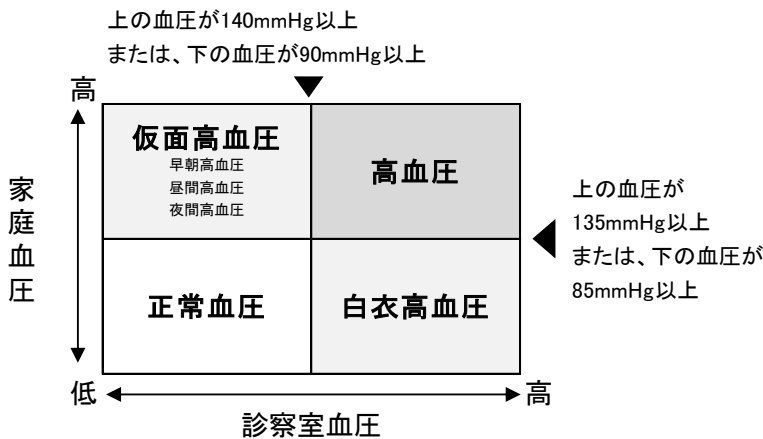 上の血圧が140mmHg以上
または、下の血圧が90mmHg以上
高
仮面高血圧
早朝高血圧
昼間高血圧
夜間高血圧
高血圧
家庭血圧
上の血圧が
135mmHg以上
または、下の血圧が
85mmHg以上
正常血圧
白衣高血圧
低
高
診察室血圧